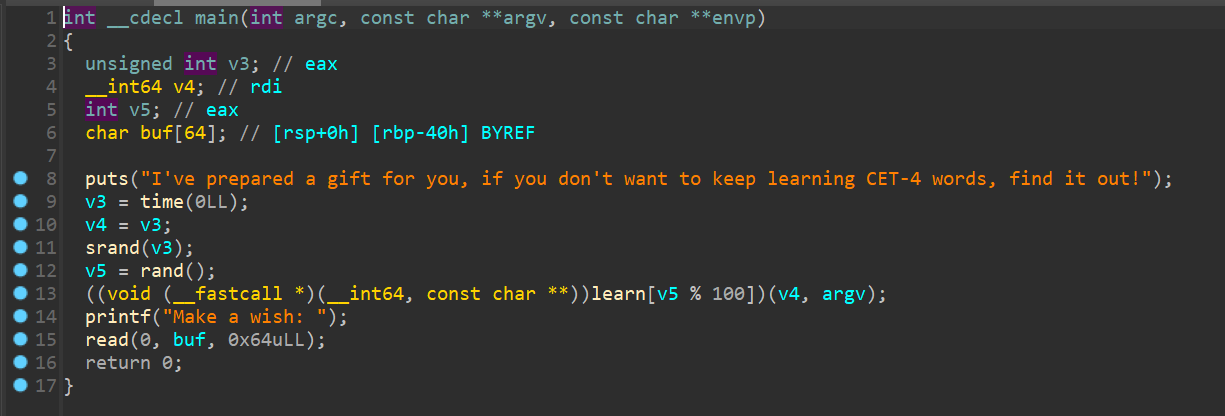 1 int __cdecl main(int argc, const char **argv, const char **envp)
2 {
3   unsigned int v3; // eax
4   __int64 v4; // rdi
5   int v5; // eax
6   char buf[64]; // [rsp+0h] [rbp-40h] BYREF
7
8   puts("I've prepared a gift for you, if you don't want to keep learning CET-4 words, find it out!");
9   v3 = time(0LL);
10   v4 = v3;
11   srand(v3);
12   v5 = rand();
13   ((void (__fastcall *)(__int64, const char **))learn[v5 % 100])(v4, argv);
14   printf("Make a wish: ");
15   read(0, buf, 0x64uLL);
16   return 0;
17 }